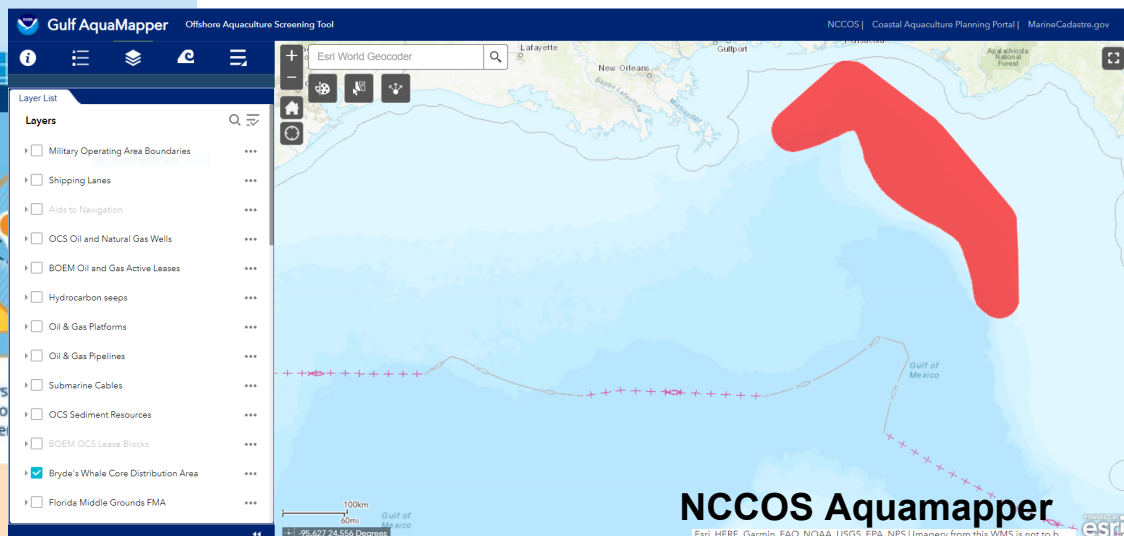 Gulf AquaMapper Offshore Aquaculture Screening Tool
NCCOS | Coastal Aquaculture Planning Portal | MarineCadastre.gov
Layer List
Layers
Military Operating Area Boundaries
Shipping Lanes
Aids to Navigation
OCS Oil and Natural Gas Wells
BOEM Oil and Gas Active Leases
Hydrocarbon seeps
Oil & Gas Platforms
Oil & Gas Pipelines
Submarine Cables
OCS Sediment Resources
BOEM OCS Lease Blocks
Bryde's Whale Core Distribution Area
Florida Middle Grounds FMA
Esri World Geocoder
Lafayette
New Orleans
Gulfport
Apalachicola
National
Forest
Bayou Lafourche
Mississippi
Gulf of
Mexico
100km
60mi
Gulf of
Mexico
-95.627 24.556 Degrees
NCCOS Aquamapper
Esri, HERE, Garmin, FAO, NOAA, USGS, EPA, NPS | Imagery from this WMS is not to b
POWERED BY
esri